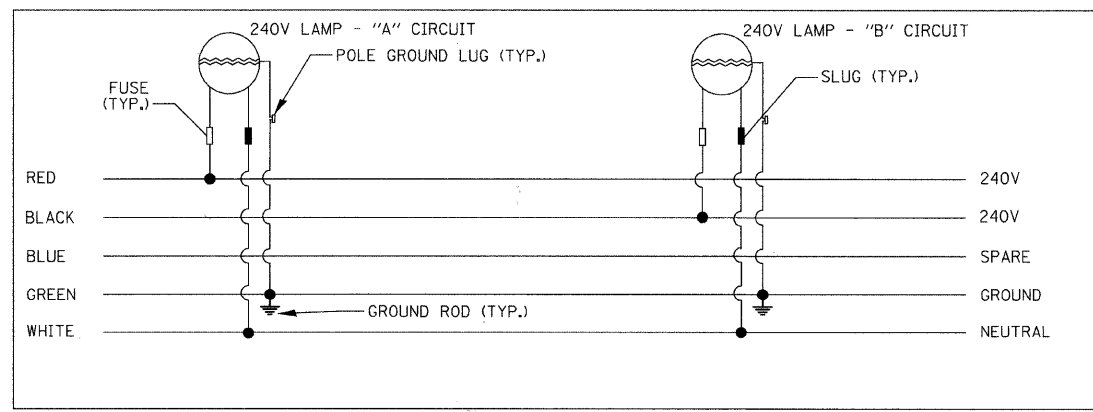 240V LAMP - "A" CIRCUIT
240V LAMP - "B" CIRCUIT
POLE GROUND LUG (TYP.)
SLUG (TYP.)
FUSE
(TYP.)
RED
240V
BLACK
240V
BLUE
SPARE
GREEN
GROUND
GROUND ROD (TYP.)
WHITE
NEUTRAL